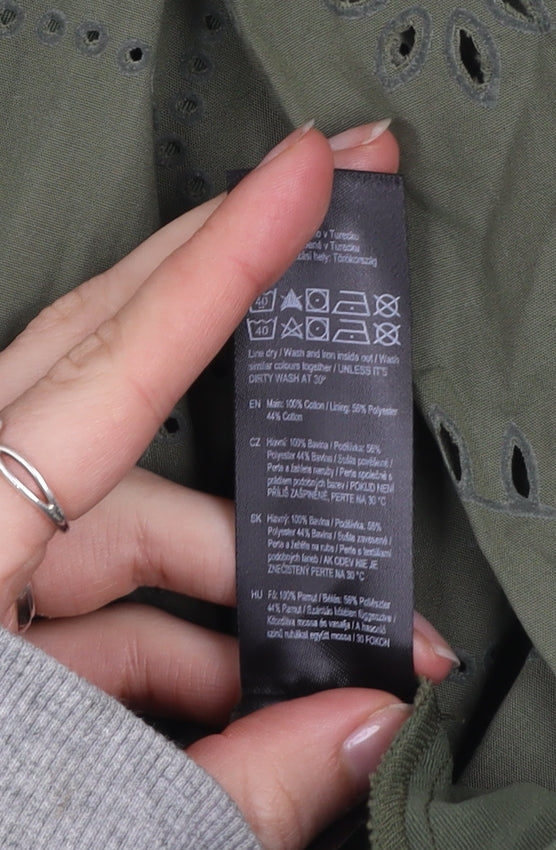 o v Turecku
v Turecku
hely: Törökország
40
40
Line dry / Wash and iron inside out / Wash
similar colours together / UNLESS IT'S
DIRTY WASH AT 30°
EN Main: 100% Cotton / Lining: 56% Polyester
44% Cotton
CZ Hlavní: 100% Bavlna / Podšívka: 56%
Polyester 44% Bavlna / Sušte pověšené /
Perte a žehlete naruby / Perte společně s
prádlem podobných barev / POKUD NENÍ
PŘÍLIŠ ZAŠPINĚNÉ, PERTE NA 30 °C
SK Hlavný: 100% Bavlna / Podšívka: 56%
Polyester 44% Bavlna / Sušte zavesené /
Perte a žehlite na rube / Perte s textíliami
podobných farieb / AK ODEV NIE JE
ZNEČISTENÝ PERTE NA 30 °C
HU Fő: 100% Pamut / Bélés: 56% Poliészter
44% Pamut / Szárítás kötélen függesztve /
Kifordítva mossa és vasalja / A hasonló
színű ruhákkal együtt mossa / 30 FOKON